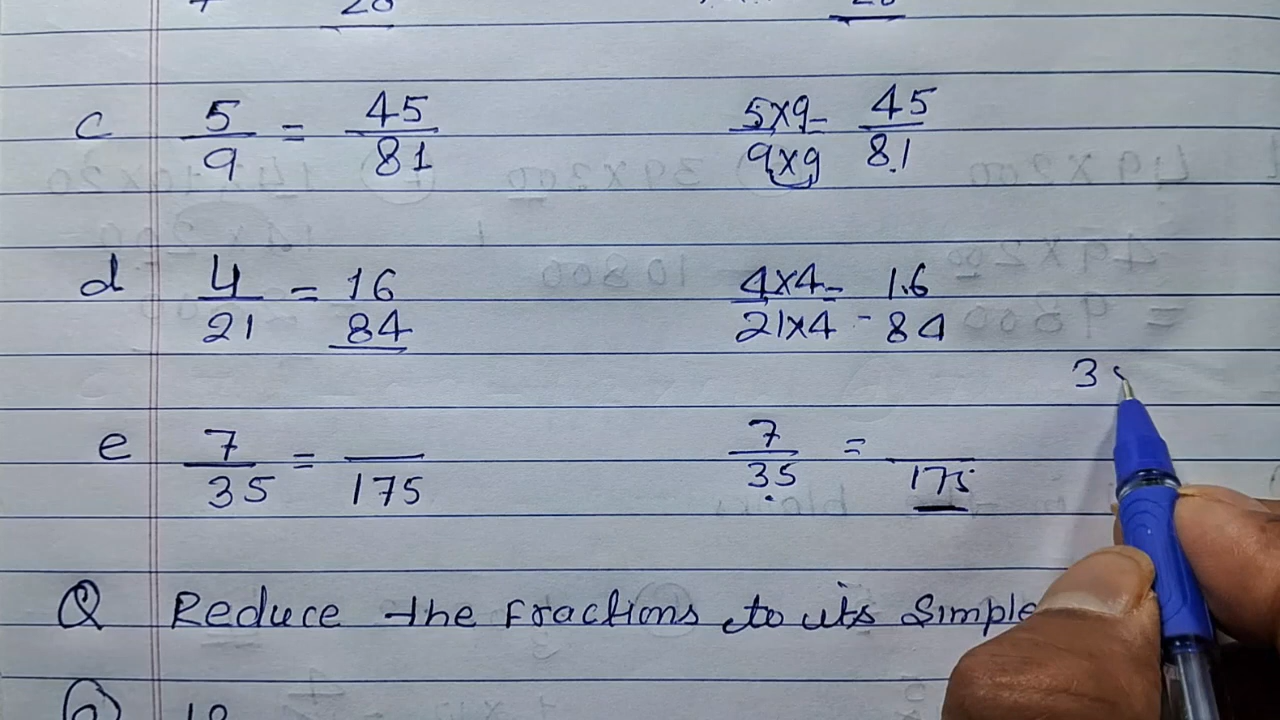 c 5/9 = 45/81 5x9/9x9 = 45/81
d 4/21 = 16/84 4x4/21x4 = 16/84
3
e 7/35 = /175 7/35 = /175
Q Reduce the fractions to its Simple